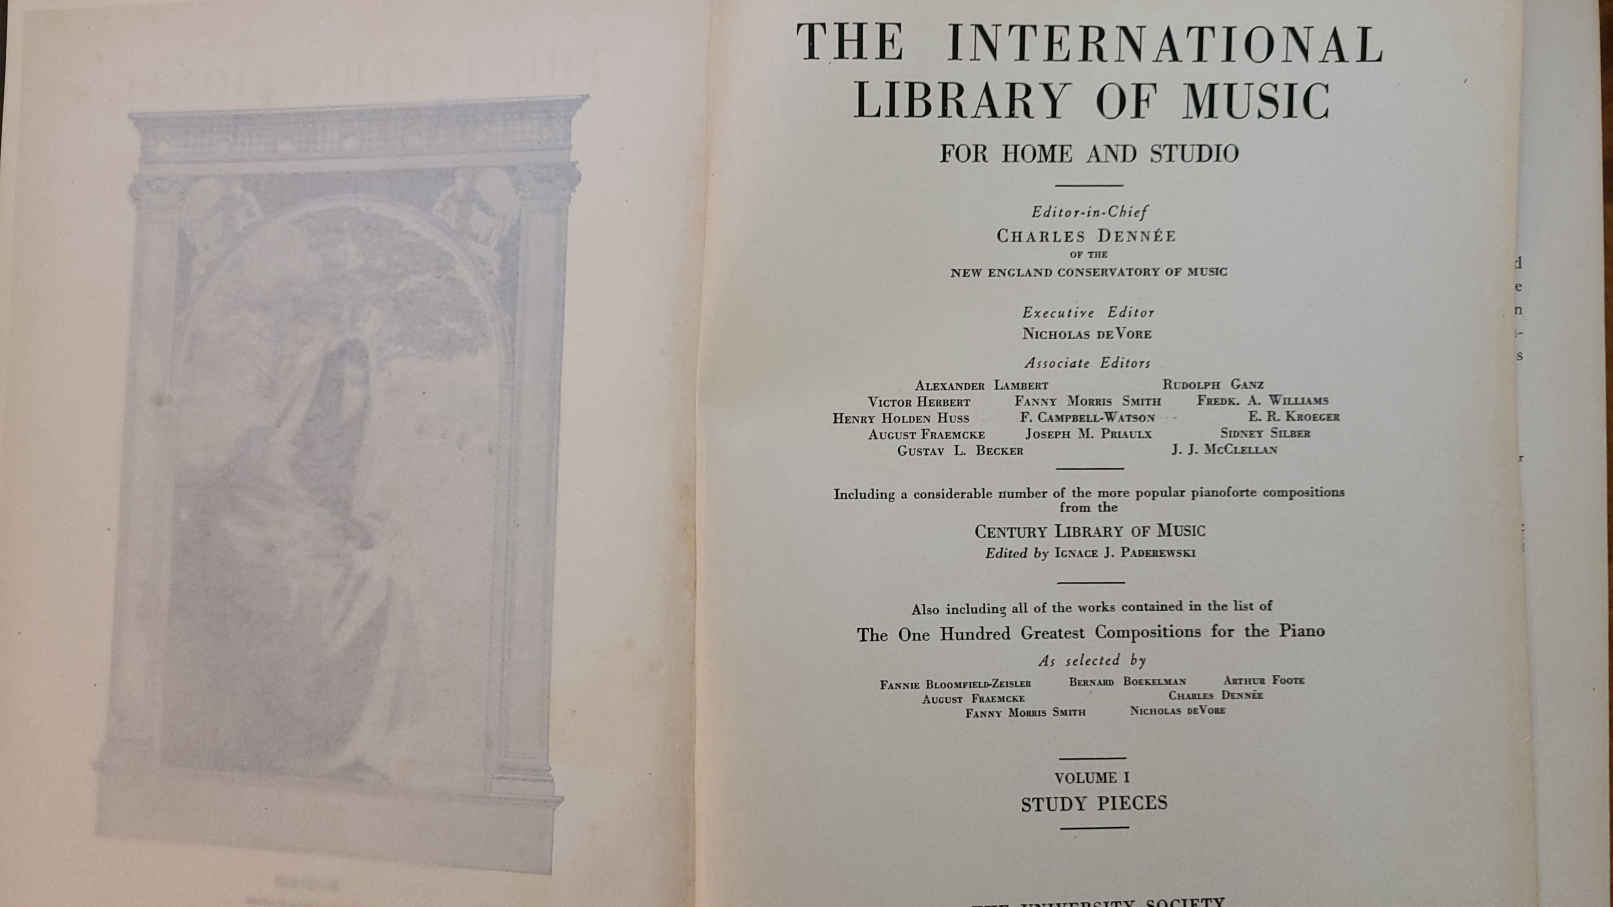 THE INTERNATIONAL
LIBRARY OF MUSIC
FOR HOME AND STUDIO
Editor-in-Chief
CHARLES DENNÉE
OF THE
NEW ENGLAND CONSERVATORY OF MUSIC
Executive Editor
NICHOLAS DEVORE
Associate Editors
ALEXANDER LAMBERT RUDOLPH GANZ
VICTOR HERBERT FANNY MORRIS SMITH FREDK. A. WILLIAMS
HENRY HOLDEN HUSS F. CAMPBELL-WATSON E. R. KROEGER
AUGUST FRAEMCKE JOSEPH M. PRIAULX SIDNEY SILBER
GUSTAV L. BECKER J. J. MCCLELLAN
Including a considerable number of the more popular pianoforte compositions
from the
CENTURY LIBRARY OF MUSIC
Edited by IGNACE J. PADEREWSKI
Also including all of the works contained in the list of
The One Hundred Greatest Compositions for the Piano
As selected by
FANNIE BLOOMFIELD-ZEISLER BERNARD BOEKELMAN ARTHUR FOOTE
AUGUST FRAEMCKE CHARLES DENNÉE
FANNY MORRIS SMITH NICHOLAS DEVORE
VOLUME I
STUDY PIECES
THE UNIVERSITY SOCIETY